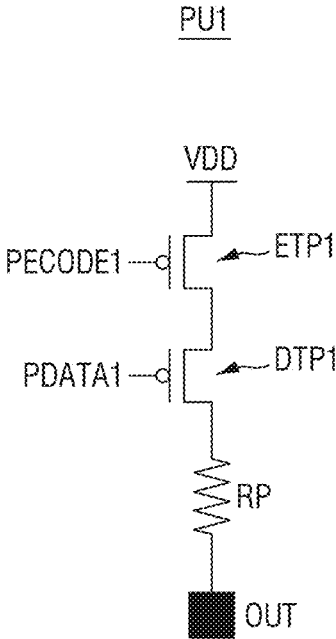 PU1
VDD
PECODE1
ETP1
PDATA1
DTP1
RP
OUT